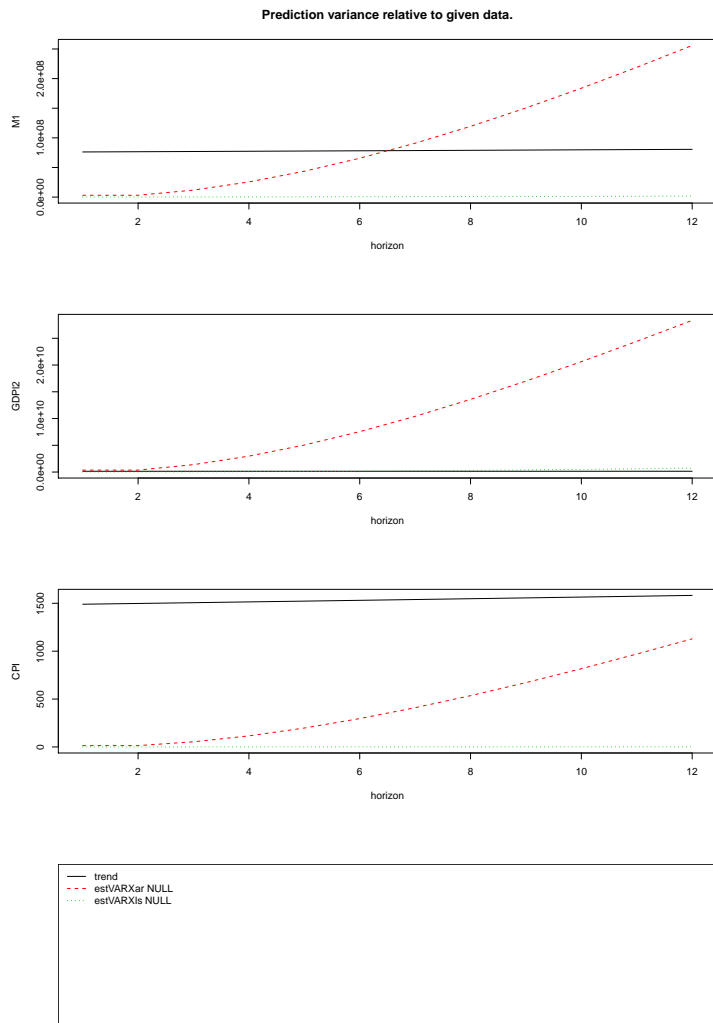 Prediction variance relative to given data.
M1
0.0e+00 1.0e+08 2.0e+08
2 4 6 8 10 12
horizon
GDPl2
0.0e+00 1.0e+10 2.0e+10
2 4 6 8 10 12
horizon
CPI
0 500 1000 1500
2 4 6 8 10 12
horizon
trend
estVARXar NULL
estVARXls NULL